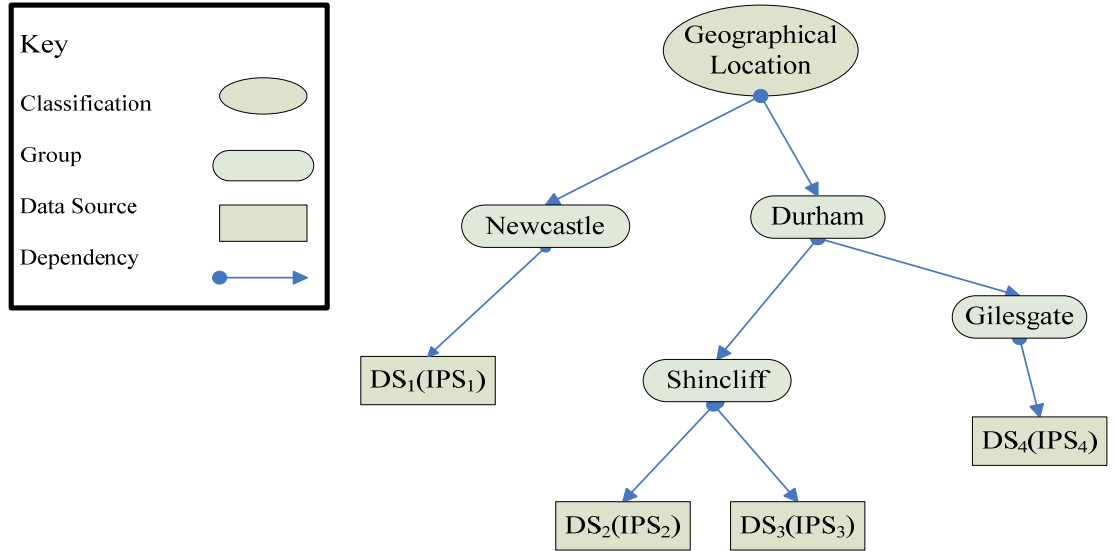 Key
Classification
Group
Data Source
Dependency
Geographical
Location
Newcastle
Durham
Gilesgate
Shincliff
DS₁(IPS₁)
DS₄(IPS₄)
DS₂(IPS₂)
DS₃(IPS₃)